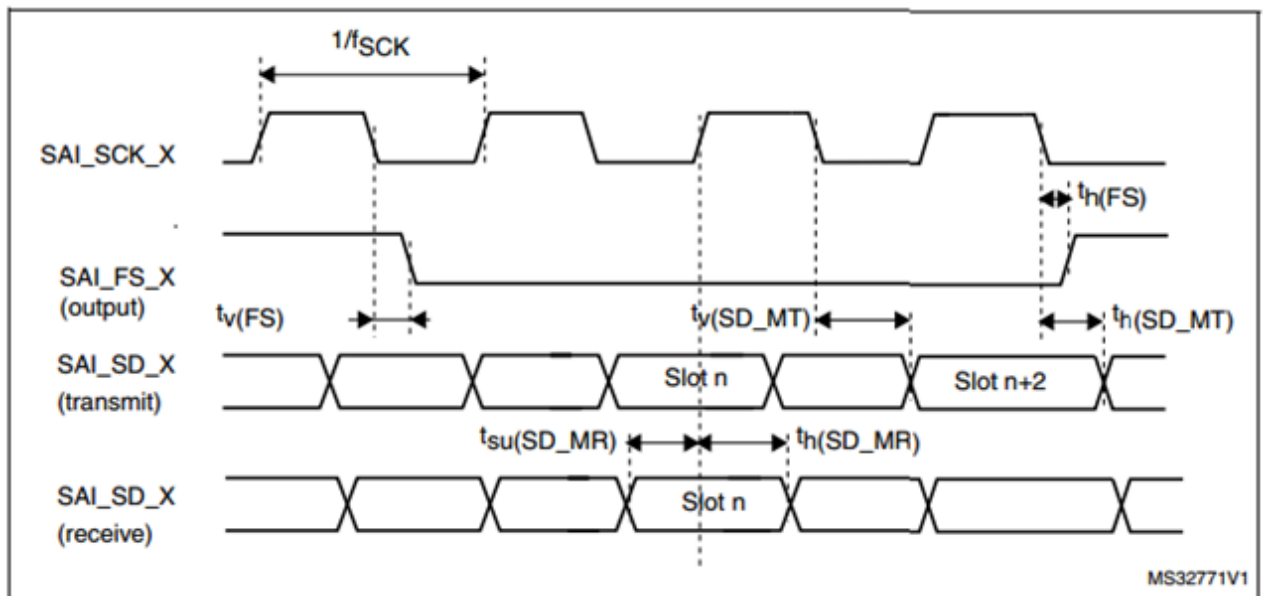 1/fSCK
SAI_SCK_X
th(FS)
SAI_FS_X
(output)
tv(FS)
tv(SD_MT)
th(SD_MT)
SAI_SD_X
(transmit)
Slot n
Slot n+2
tsu(SD_MR)
th(SD_MR)
SAI_SD_X
(receive)
Slot n
MS32771V1